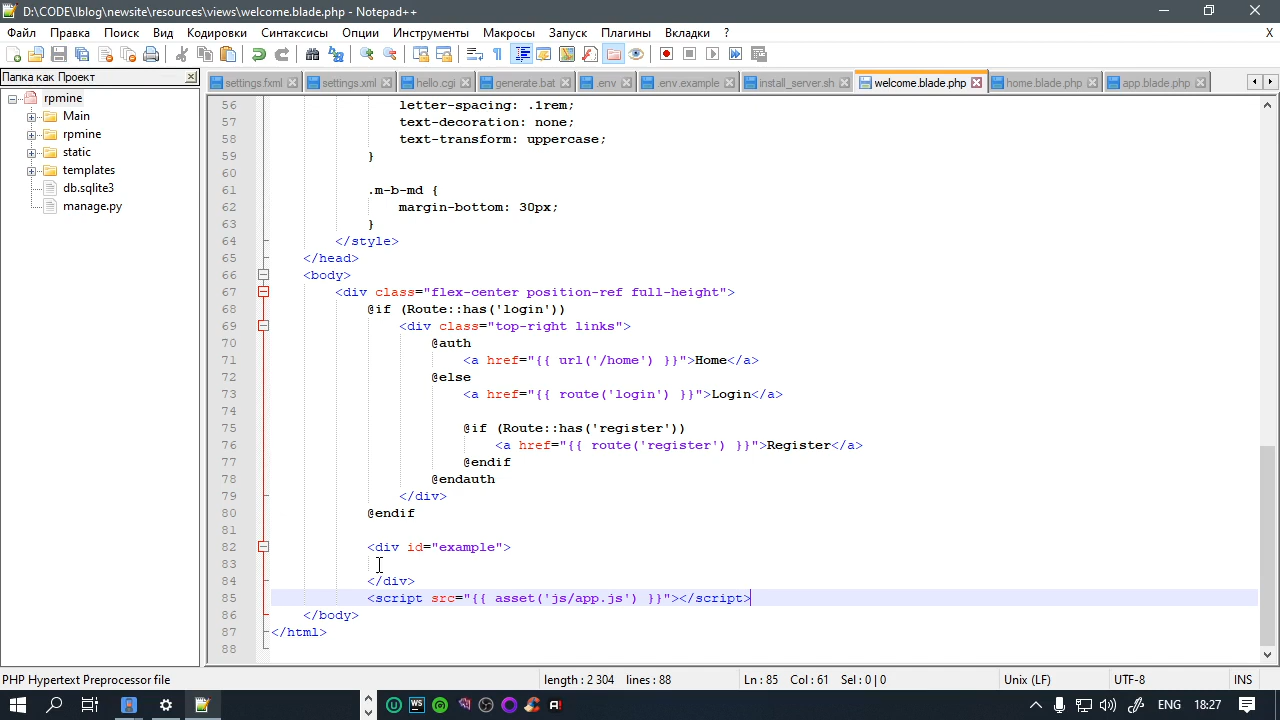 D:\CODE\lblog\newsite\resources\views\welcome.blade.php - Notepad++
Файл Правка Поиск Вид Кодировки Синтаксисы Опции Инструменты Макросы Запуск Плагины Вкладки ? X
Папка как Проект
settings.fxml settings.xml hello.cgi generate.bat .env .env.example install_server.sh welcome.blade.php home.blade.php app.blade.php
rpmine
Main
rpmine
static
templates
db.sqlite3
manage.py
56 letter-spacing: .1rem;
57 text-decoration: none;
58 text-transform: uppercase;
59 }
60
61 .m-b-md {
62 margin-bottom: 30px;
63 }
64 </style>
65 </head>
66 <body>
67 <div class="flex-center position-ref full-height">
68 @if (Route::has('login'))
69 <div class="top-right links">
70 @auth
71 <a href="{{ url('/home') }}">Home</a>
72 @else
73 <a href="{{ route('login') }}">Login</a>
74
75 @if (Route::has('register'))
76 <a href="{{ route('register') }}">Register</a>
77 @endif
78 @endauth
79 </div>
80 @endif
81
82 <div id="example">
83
84 </div>
85 <script src="{{ asset('js/app.js') }}"></script>
86 </body>
87 </html>
88
PHP Hypertext Preprocessor file length : 2 304 lines : 88 Ln : 85 Col : 61 Sel : 0 | 0 Unix (LF) UTF-8 INS
WS A! ENG 18:27